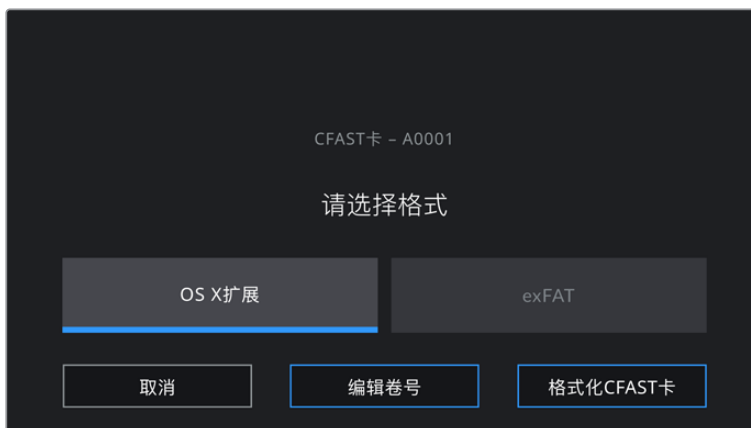 CFAST卡 – A0001
请选择格式
OS X扩展
exFAT
取消
编辑卷号
格式化CFAST卡